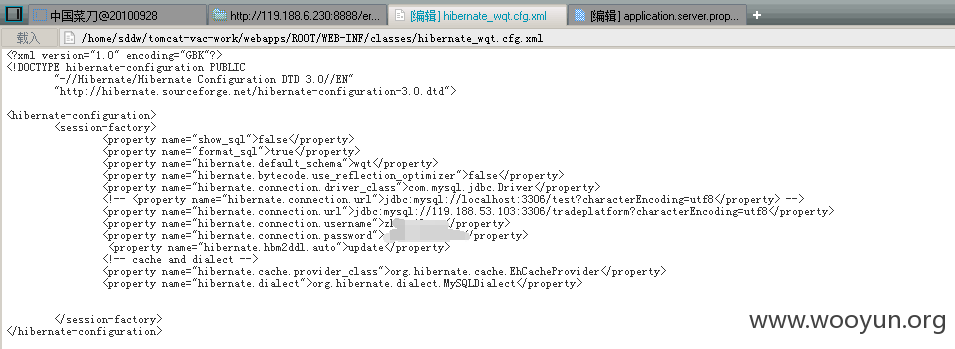 中国菜刀@20100928
http://119.188.6.230:8888/er...
[编辑] hibernate_wqt.cfg.xml
[编辑] application.server.prop...
载入 /home/sddw/tomcat-vac-work/webapps/ROOT/WEB-INF/classes/hibernate_wqt.cfg.xml
<?xml version="1.0" encoding="GBK"?>
<!DOCTYPE hibernate-configuration PUBLIC
"-//Hibernate/Hibernate Configuration DTD 3.0//EN"
"http://hibernate.sourceforge.net/hibernate-configuration-3.0.dtd">
<hibernate-configuration>
<session-factory>
<property name="show_sql">false</property>
<property name="format_sql">true</property>
<property name="hibernate.default_schema">wqt</property>
<property name="hibernate.bytecode.use_reflection_optimizer">false</property>
<property name="hibernate.connection.driver_class">com.mysql.jdbc.Driver</property>
<!-- <property name="hibernate.connection.url">jdbc:mysql://localhost:3306/test?characterEncoding=utf8</property> -->
<property name="hibernate.connection.url">jdbc:mysql://119.188.53.103:3306/tradeplatform?characterEncoding=utf8</property>
<property name="hibernate.connection.username"></property>
<property name="hibernate.connection.password"></property>
<property name="hibernate.hbm2ddl.auto">update</property>
<!-- cache and dialect -->
<property name="hibernate.cache.provider_class">org.hibernate.cache.EhCacheProvider</property>
<property name="hibernate.dialect">org.hibernate.dialect.MySQLDialect</property>
</session-factory>
</hibernate-configuration>
www.wooyun.org